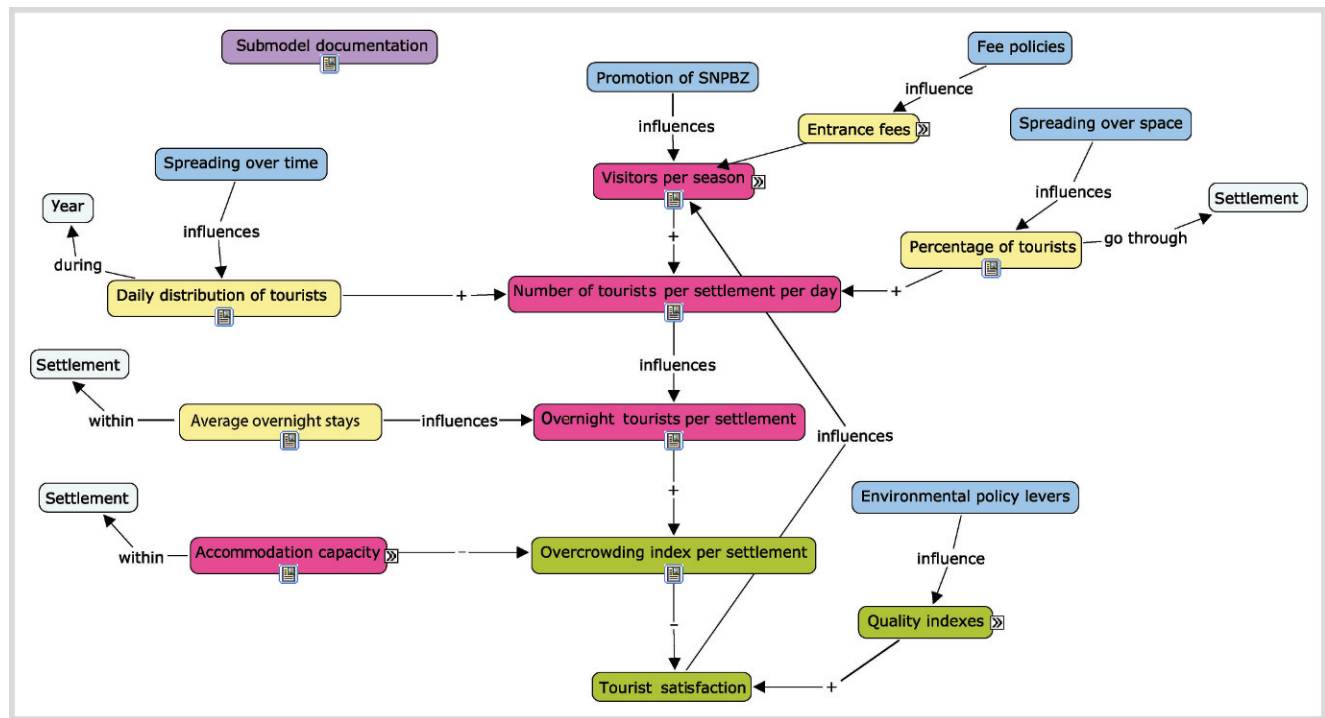 Submodel documentation
Fee policies
Promotion of SNPBZ
influence
Entrance fees
Spreading over space
influences
Spreading over time
Visitors per season
influences
Year
Settlement
influences
+
Percentage of tourists
go through
during
Daily distribution of tourists
+
Number of tourists per settlement per day
+
Settlement
influences
within
Average overnight stays
influences
Overnight tourists per settlement
influences
Settlement
+
Environmental policy levers
within
Accommodation capacity
–
Overcrowding index per settlement
influence
–
Quality indexes
Tourist satisfaction
+